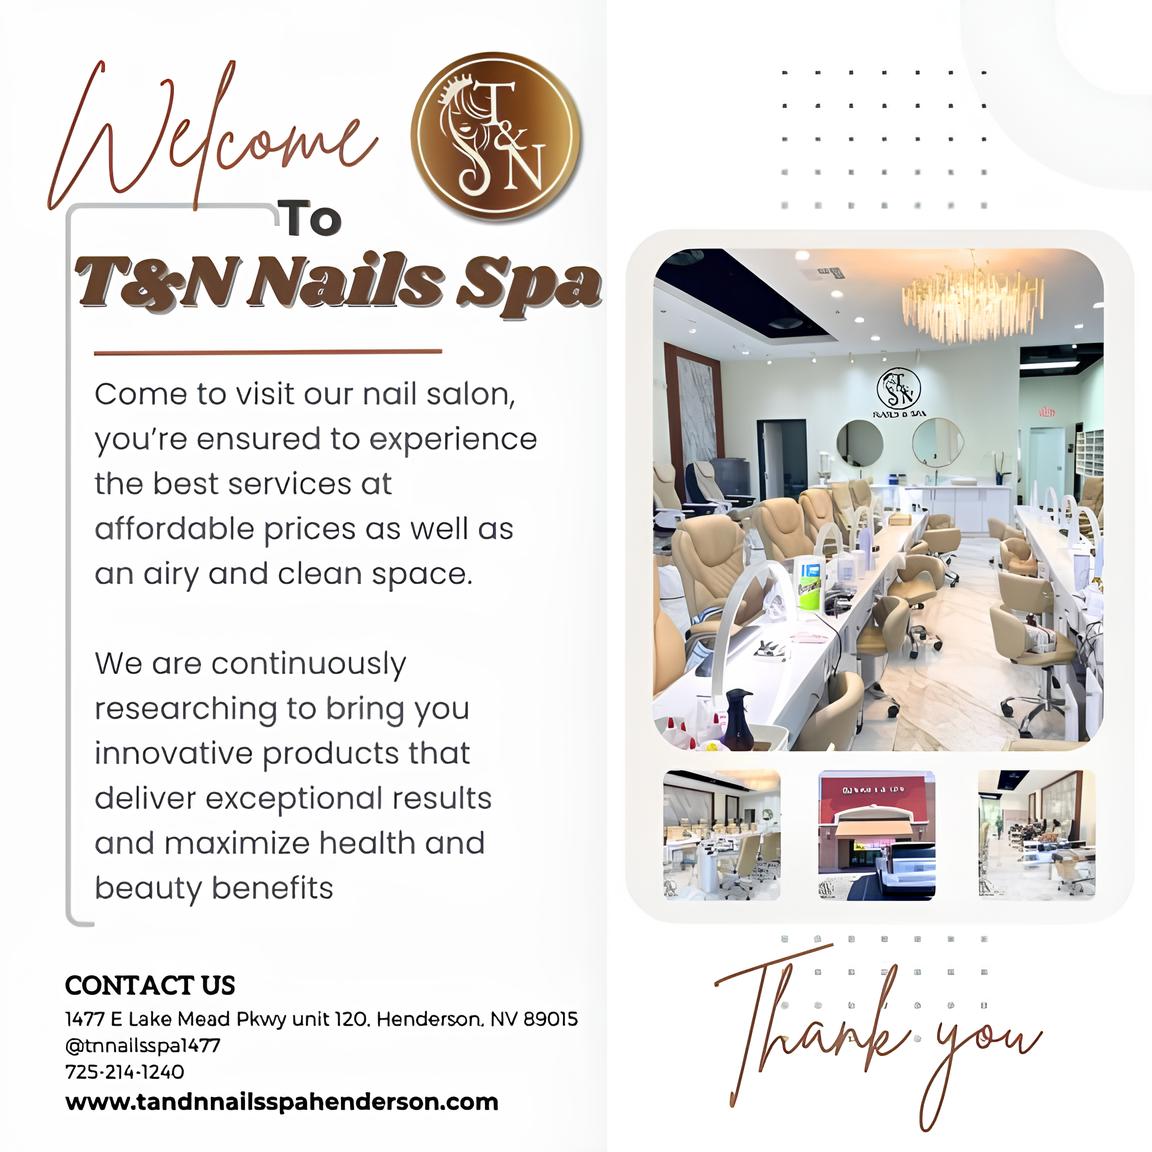 Welcome
T
&
S N
To
T&N Nails Spa
Come to visit our nail salon,
you’re ensured to experience
the best services at
affordable prices as well as
an airy and clean space.
We are continuously
researching to bring you
innovative products that
deliver exceptional results
and maximize health and
beauty benefits
CONTACT US
1477 E Lake Mead Pkwy unit 120, Henderson, NV 89015
@tnnailsspa1477
725-214-1240
www.tandnnailsspahenderson.com
T
SN
Thank you